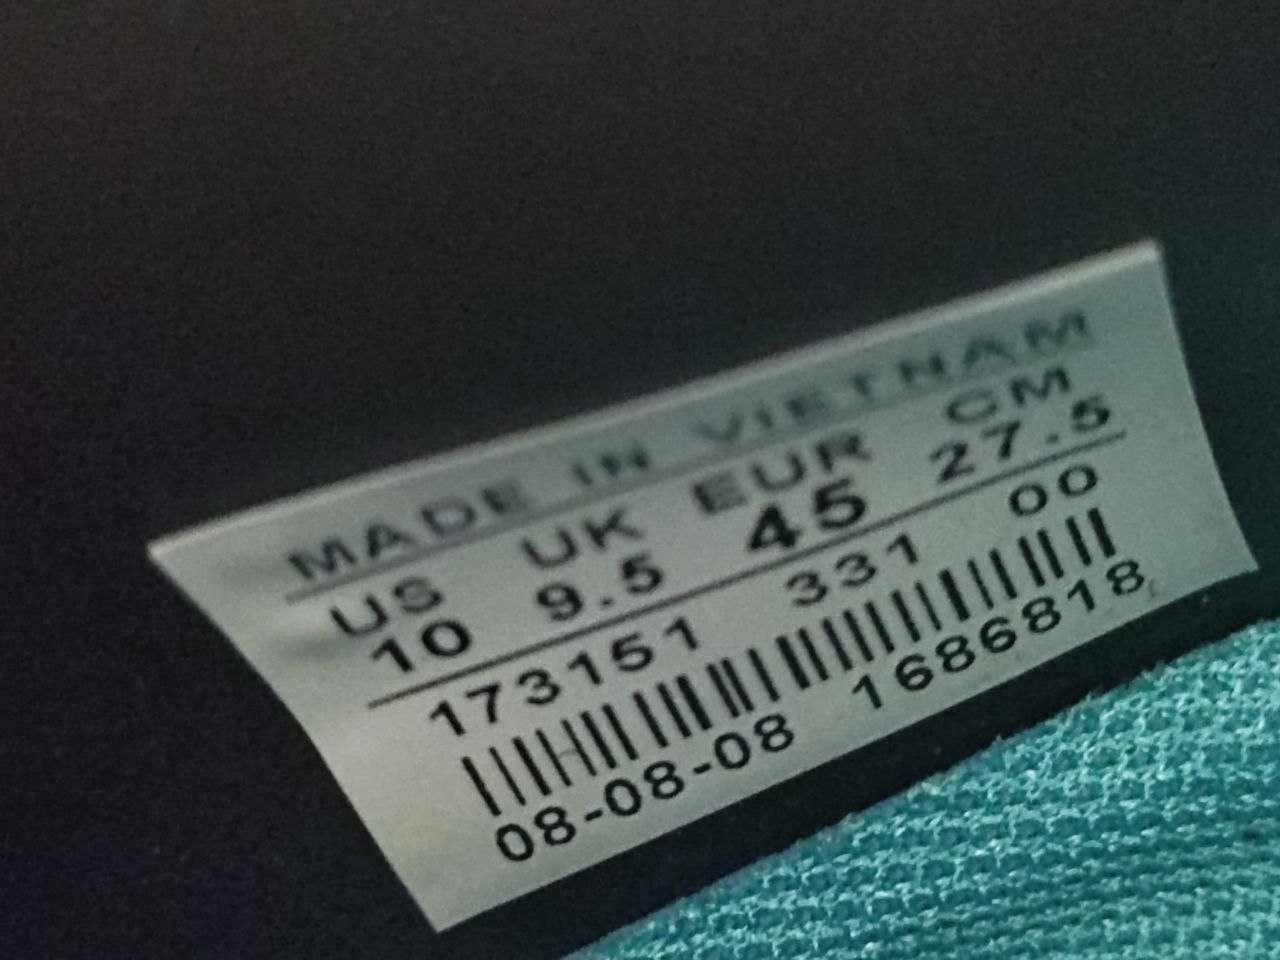 MADE IN VIETNAM
US UK EUR CM
10 9.5 45 27.5
173151 331 00
08-08-08 1686818